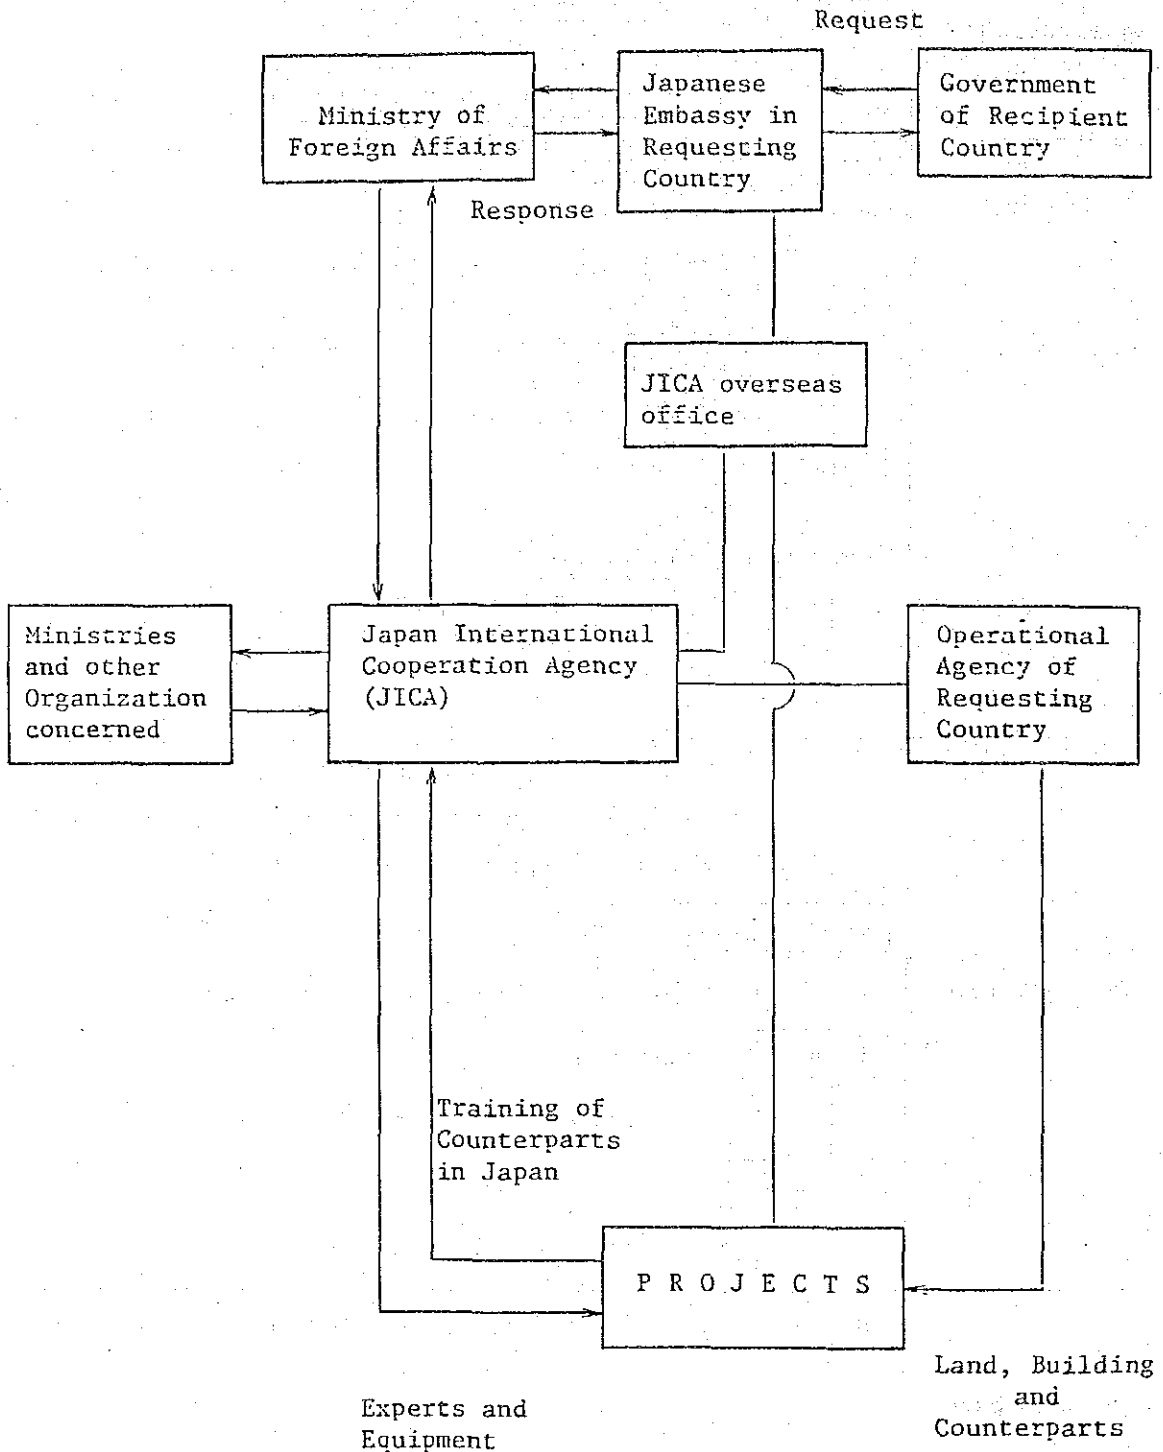 Request
Ministry of
Foreign Affairs
Japanese
Embassy in
Requesting
Country
Government
of Recipient
Country
Response
JICA overseas
office
Ministries
and other
Organization
concerned
Japan International
Cooperation Agency
(JICA)
Operational
Agency of
Requesting
Country
Training of
Counterparts
in Japan
P R O J E C T S
Land, Building
and
Counterparts
Experts and
Equipment